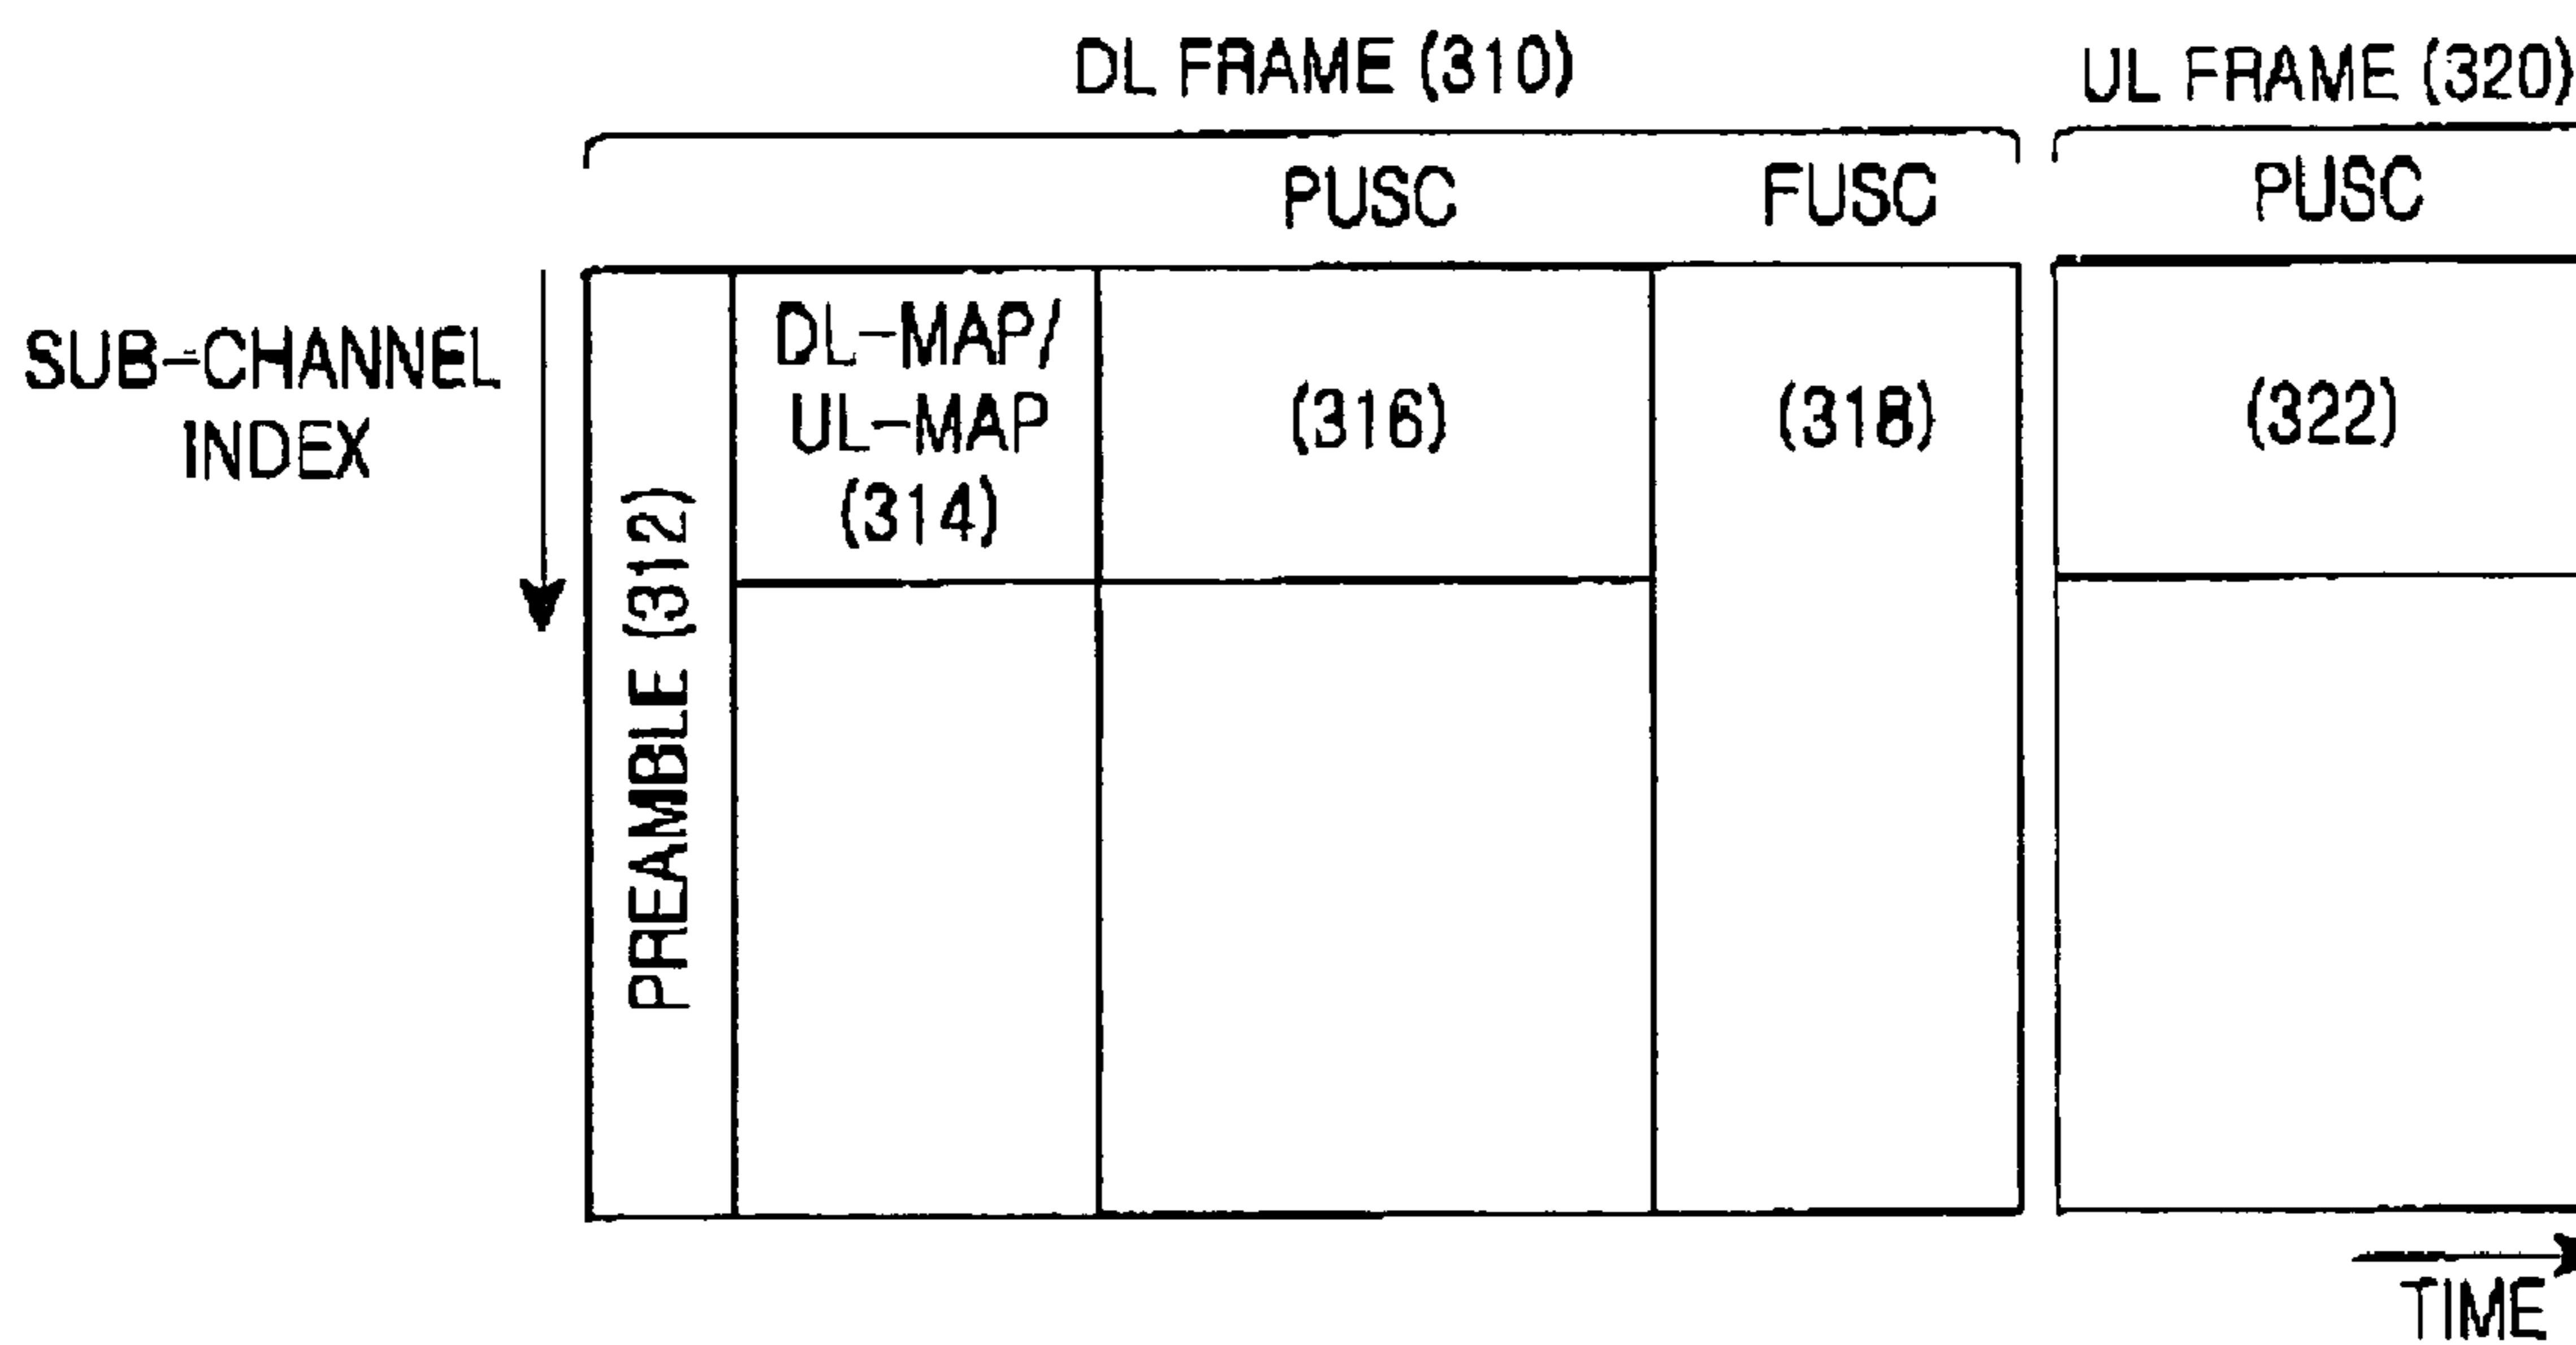 DL FRAME (310)
UL FRAME (320)
PUSC
FUSC
PUSC
SUB-CHANNEL
INDEX
PREAMBLE (312)
DL-MAP/
UL-MAP
(314)
(316)
(318)
(322)
TIME